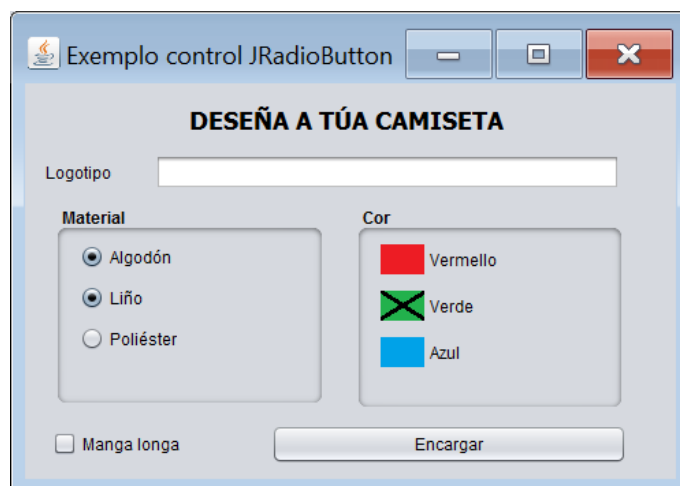 Exemplo control JRadioButton
DESEÑA A TÚA CAMISETA
Logotipo
Material
Algodón
Liño
Poliéster
Cor
Vermello
Verde
Azul
Manga longa
Encargar